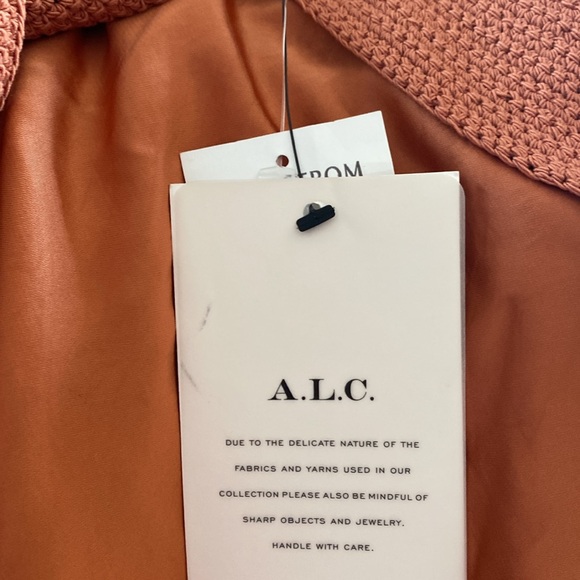 A.L.C.
DUE TO THE DELICATE NATURE OF THE
FABRICS AND YARNS USED IN OUR
COLLECTION PLEASE ALSO BE MINDFUL OF
SHARP OBJECTS AND JEWELRY.
HANDLE WITH CARE.